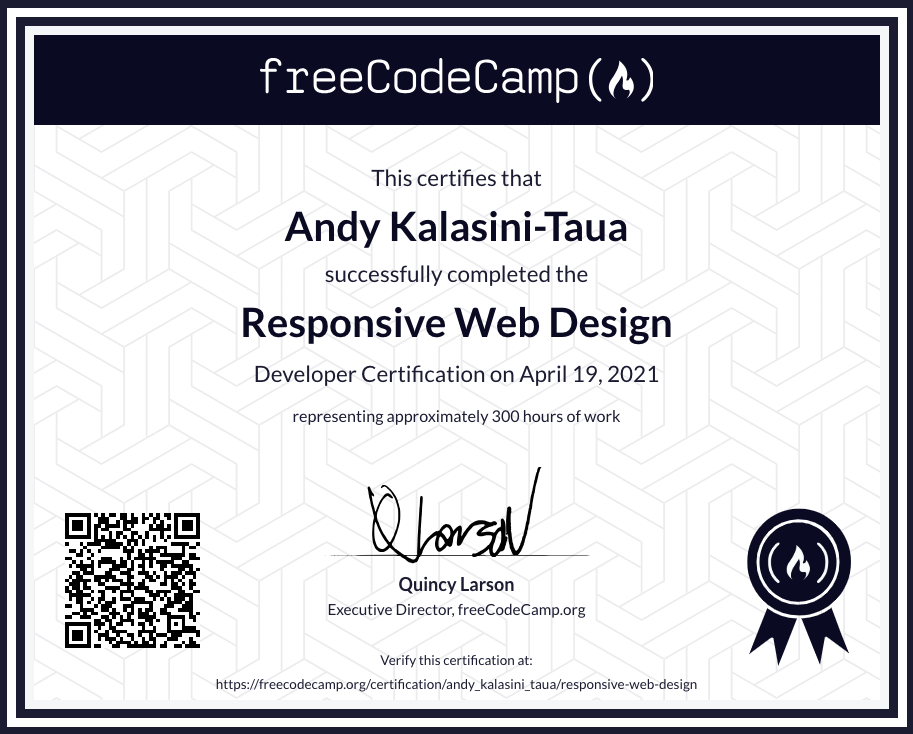 freeCodeCamp
This certifies that
Andy Kalasini-Taua
successfully completed the
Responsive Web Design
Developer Certification on April 19, 2021
representing approximately 300 hours of work
Quincy Larson
Executive Director, freeCodeCamp.org
Verify this certification at:
https://freecodecamp.org/certification/andy_kalasini_taua/responsive-web-design